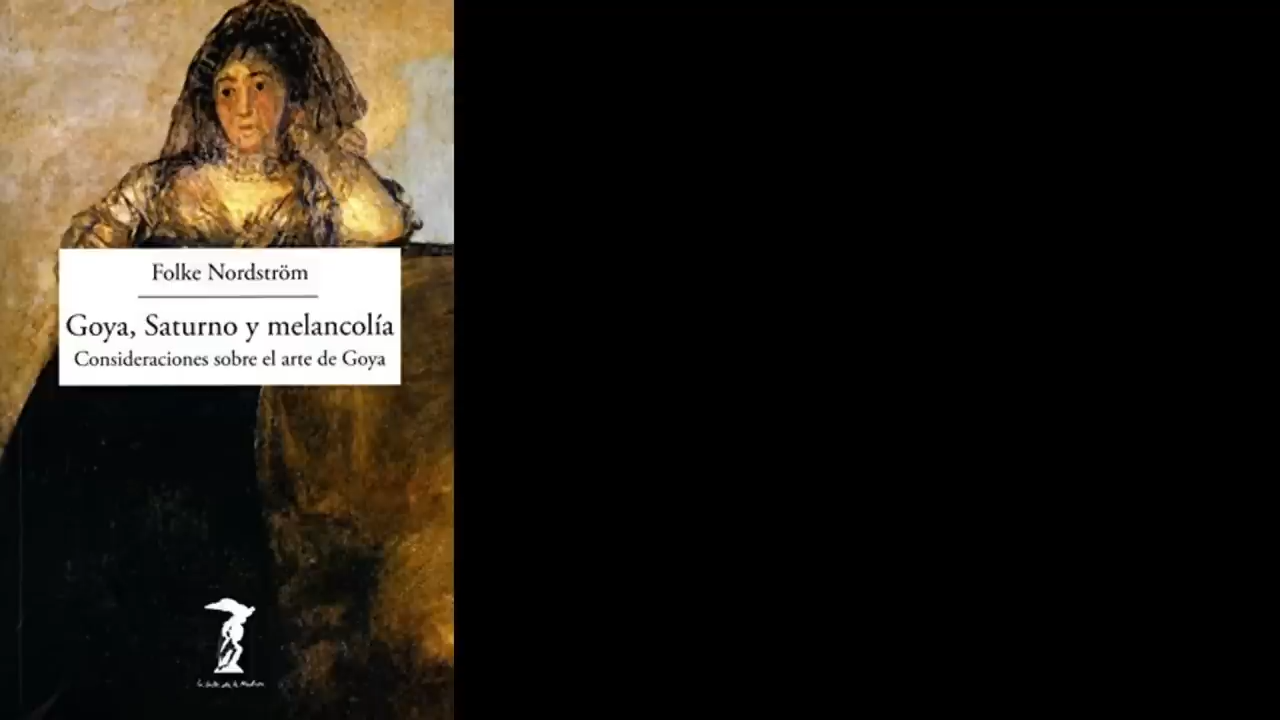 Folke Nordström
Goya, Saturno y melancolía
Consideraciones sobre el arte de Goya